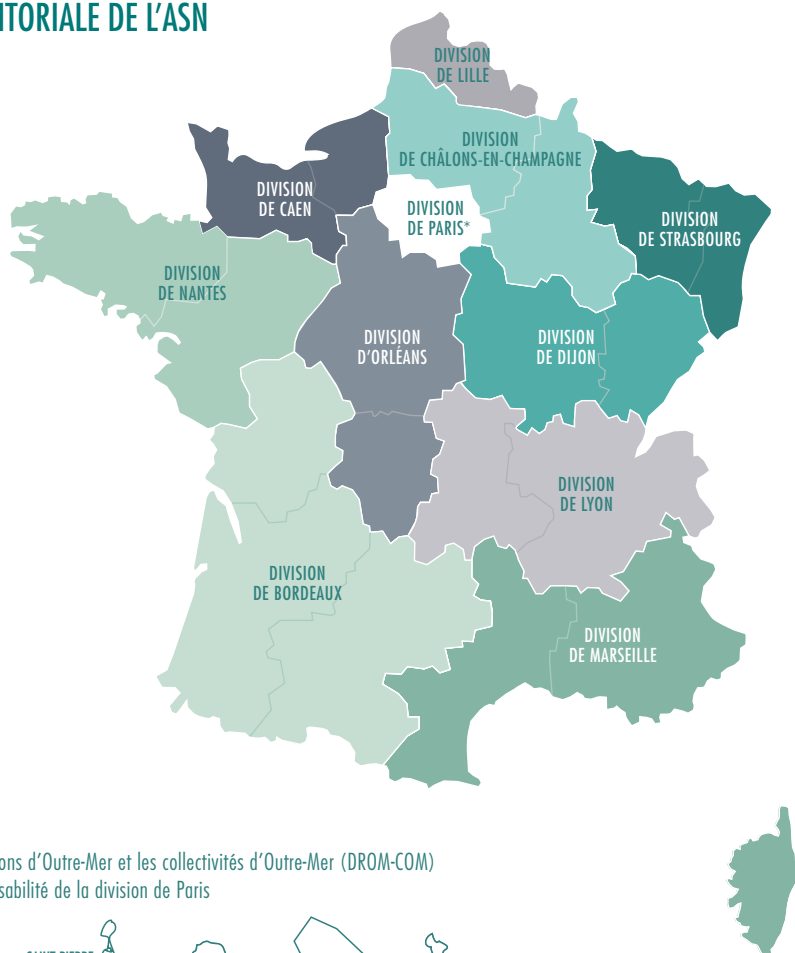 ITORIALE DE L'ASN
DIVISION
DE LILLE
DIVISION
DE CHÂLONS-EN-CHAMPAGNE
DIVISION
DE CAEN
DIVISION
DE PARIS*
DIVISION
DE STRASBOURG
DIVISION
DE NANTES
DIVISION
D'ORLÉANS
DIVISION
DE DIJON
DIVISION
DE LYON
DIVISION
DE BORDEAUX
DIVISION
DE MARSEILLE
ons d'Outre-Mer et les collectivités d'Outre-Mer (DROM-COM)
sabilité de la division de Paris
SAINT-PIERRE